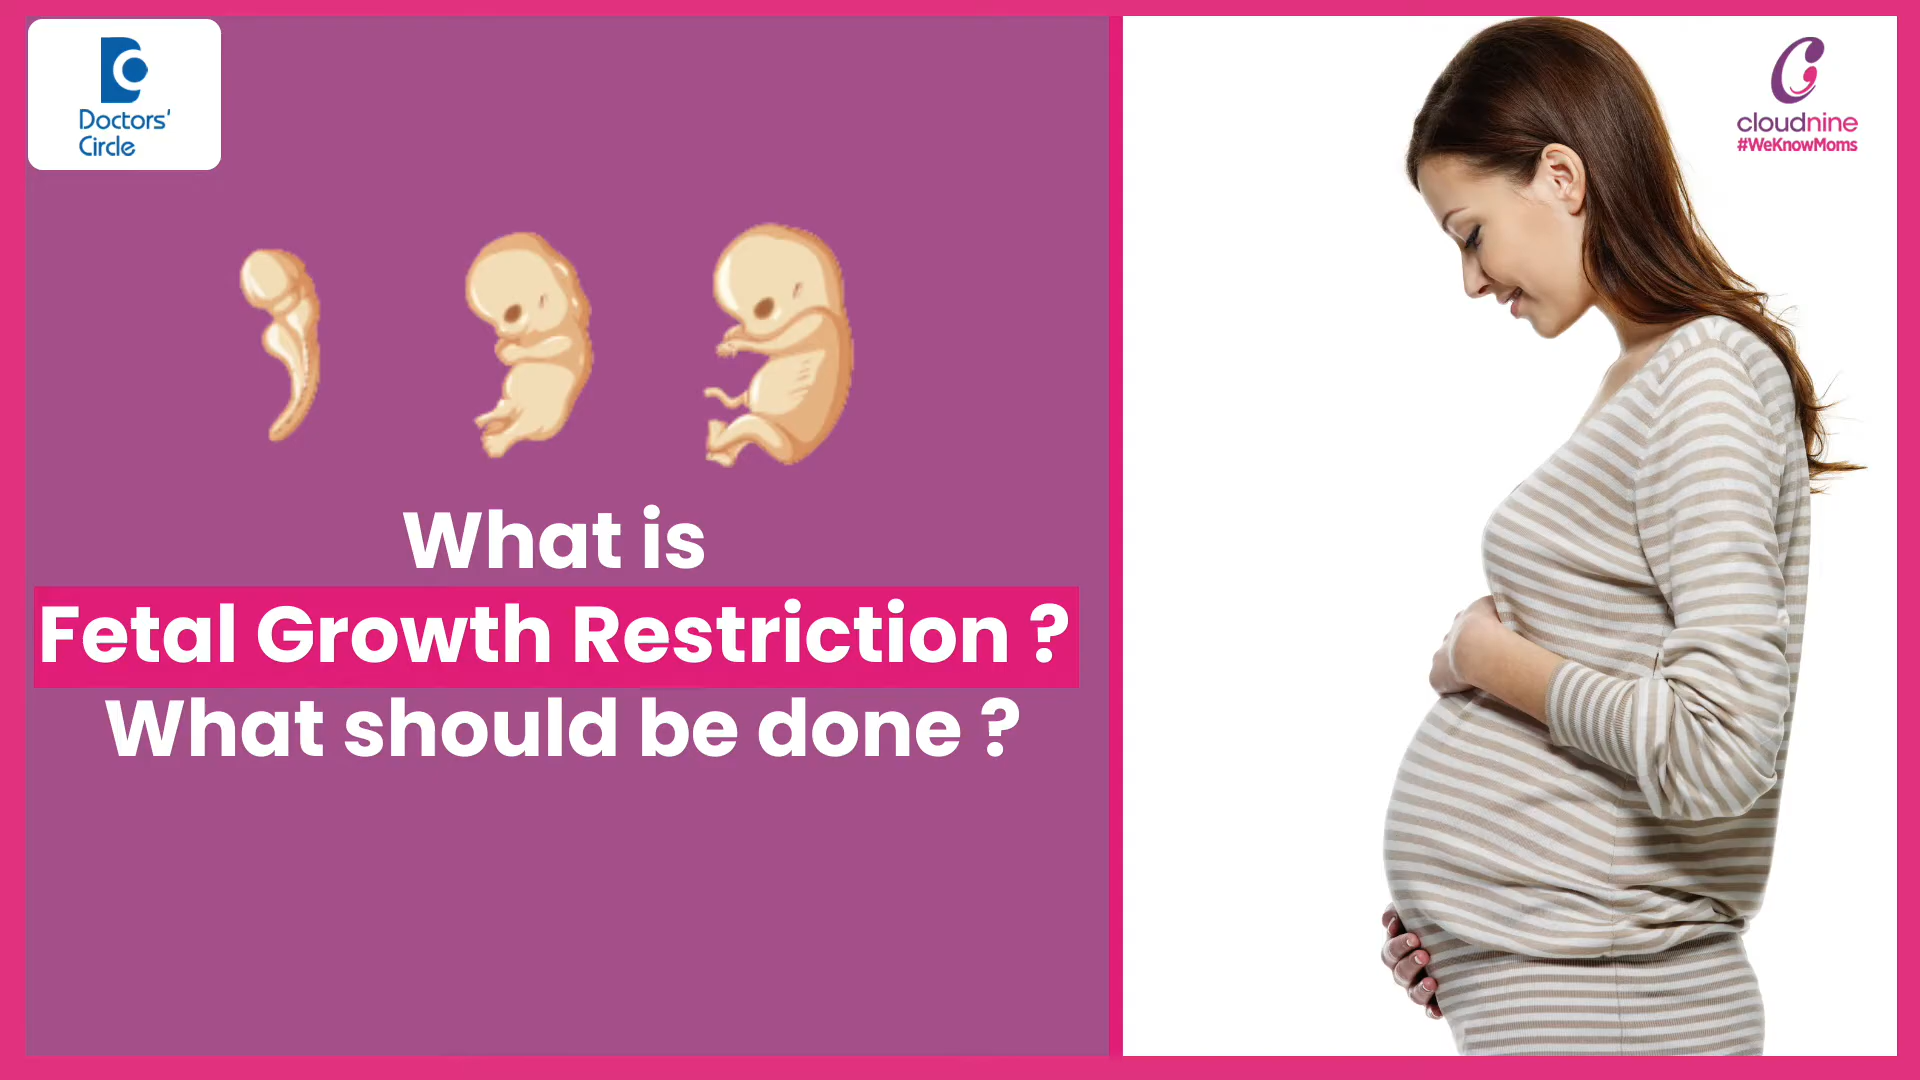 Doctors'
Circle
cloudnine
#WeKnowMoms
What is
Fetal Growth Restriction ?
What should be done ?